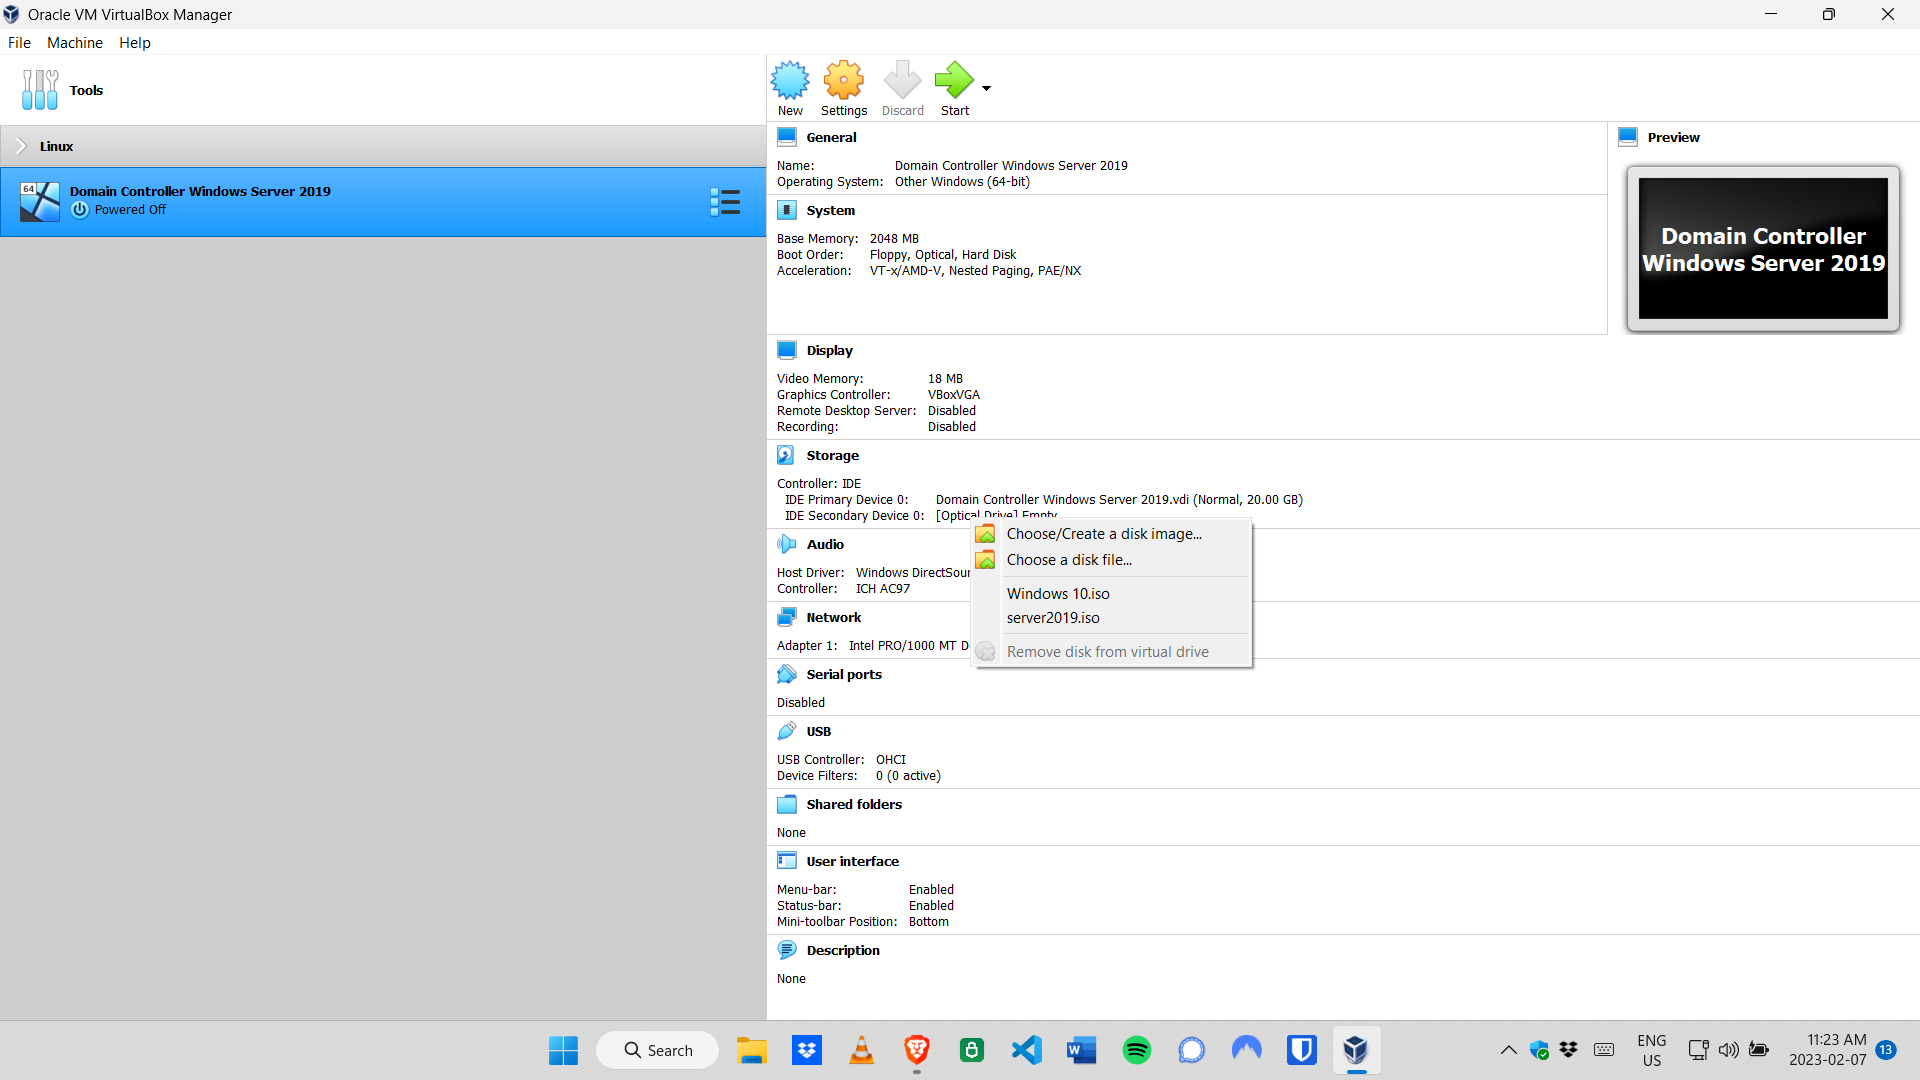 Oracle VM VirtualBox Manager
File Machine Help
Tools
Linux
64
Domain Controller Windows Server 2019
Powered Off
New Settings Discard Start
General
Name: Domain Controller Windows Server 2019
Operating System: Other Windows (64-bit)
Preview
Domain Controller
Windows Server 2019
System
Base Memory: 2048 MB
Boot Order: Floppy, Optical, Hard Disk
Acceleration: VT-x/AMD-V, Nested Paging, PAE/NX
Display
Video Memory: 18 MB
Graphics Controller: VBoxVGA
Remote Desktop Server: Disabled
Recording: Disabled
Storage
Controller: IDE
IDE Primary Device 0: Domain Controller Windows Server 2019.vdi (Normal, 20.00 GB)
IDE Secondary Device 0: [Optical Drive] Empty
Choose/Create a disk image...
Choose a disk file...
Windows 10.iso
server2019.iso
Remove disk from virtual drive
Audio
Host Driver: Windows DirectSour
Controller: ICH AC97
Network
Adapter 1: Intel PRO/1000 MT D
Serial ports
Disabled
USB
USB Controller: OHCI
Device Filters: 0 (0 active)
Shared folders
None
User interface
Menu-bar: Enabled
Status-bar: Enabled
Mini-toolbar Position: Bottom
Description
None
Search
W
ENG
US
11:23 AM
2023-02-07
13